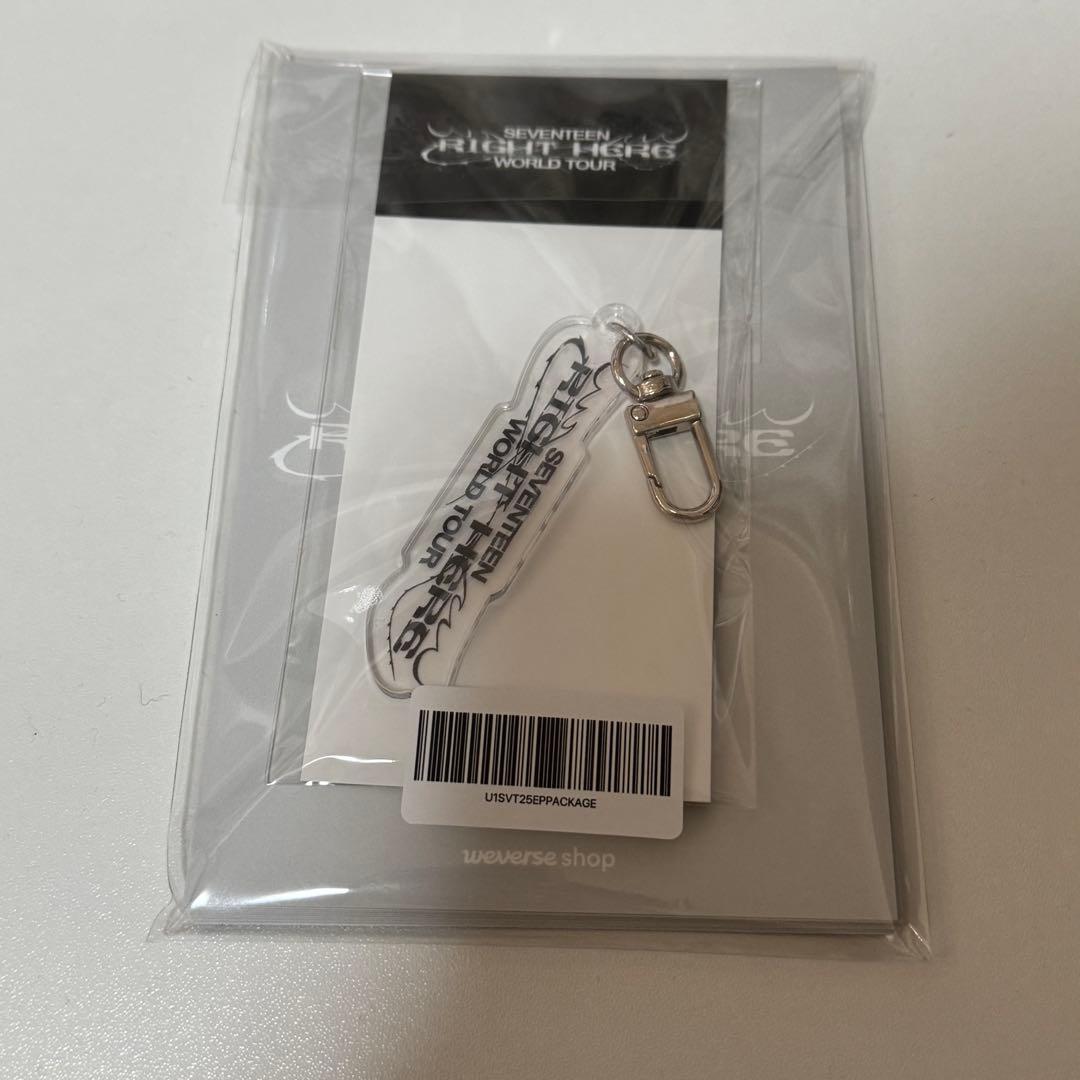 SEVENTEEN
RIGHT HERE
WORLD TOUR
SEVENTEEN
RIGHT HERE
WORLD TOUR
U1SVT25EPPACKAGE
weverse shop